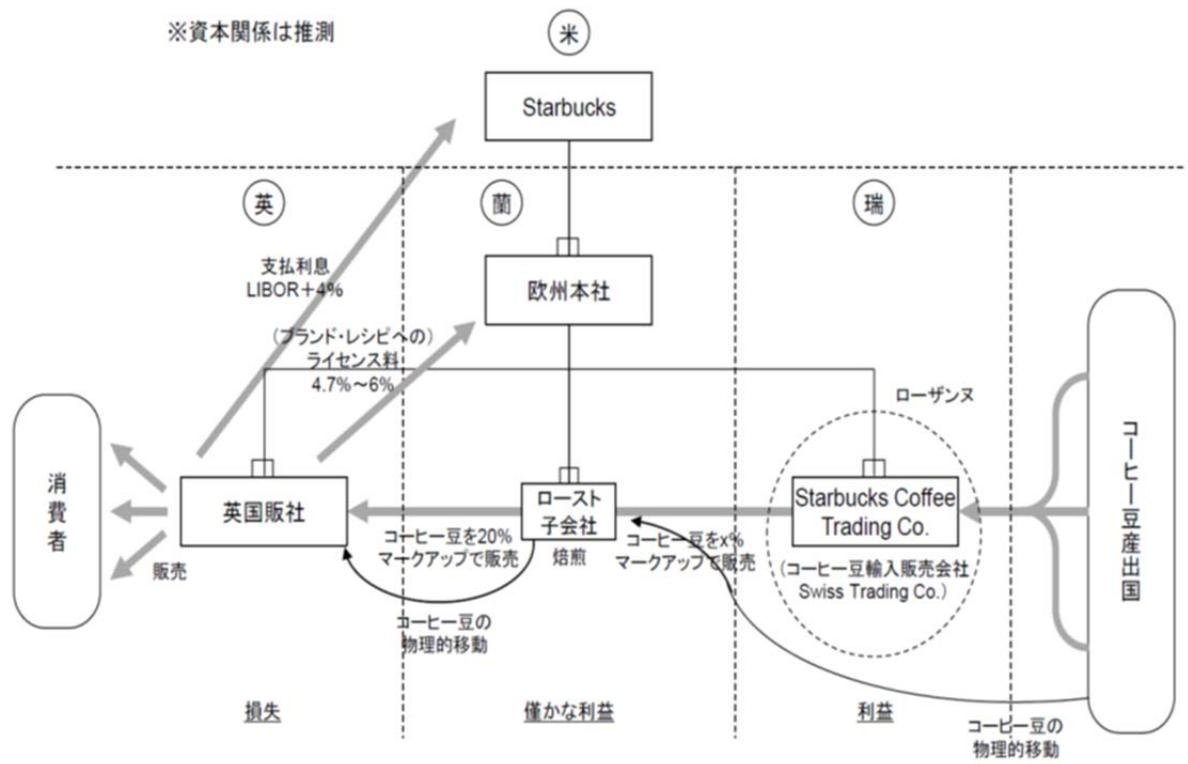 ※資本関係は推測
米
Starbucks
英
蘭
瑞
支払利息
LIBOR＋4%
欧州本社
（ブランド・レシピへの）
ライセンス料
4.7%～6%
ローザンヌ
消費者
英国販社
ロースト
子会社
焙煎
Starbucks Coffee
Trading Co.
（コーヒー豆輸入販売会社
Swiss Trading Co.）
コーヒー豆産出国
販売
コーヒー豆を20%
マークアップで販売
コーヒー豆をx%
マークアップで販売
コーヒー豆の
物理的移動
損失
僅かな利益
利益
コーヒー豆の
物理的移動